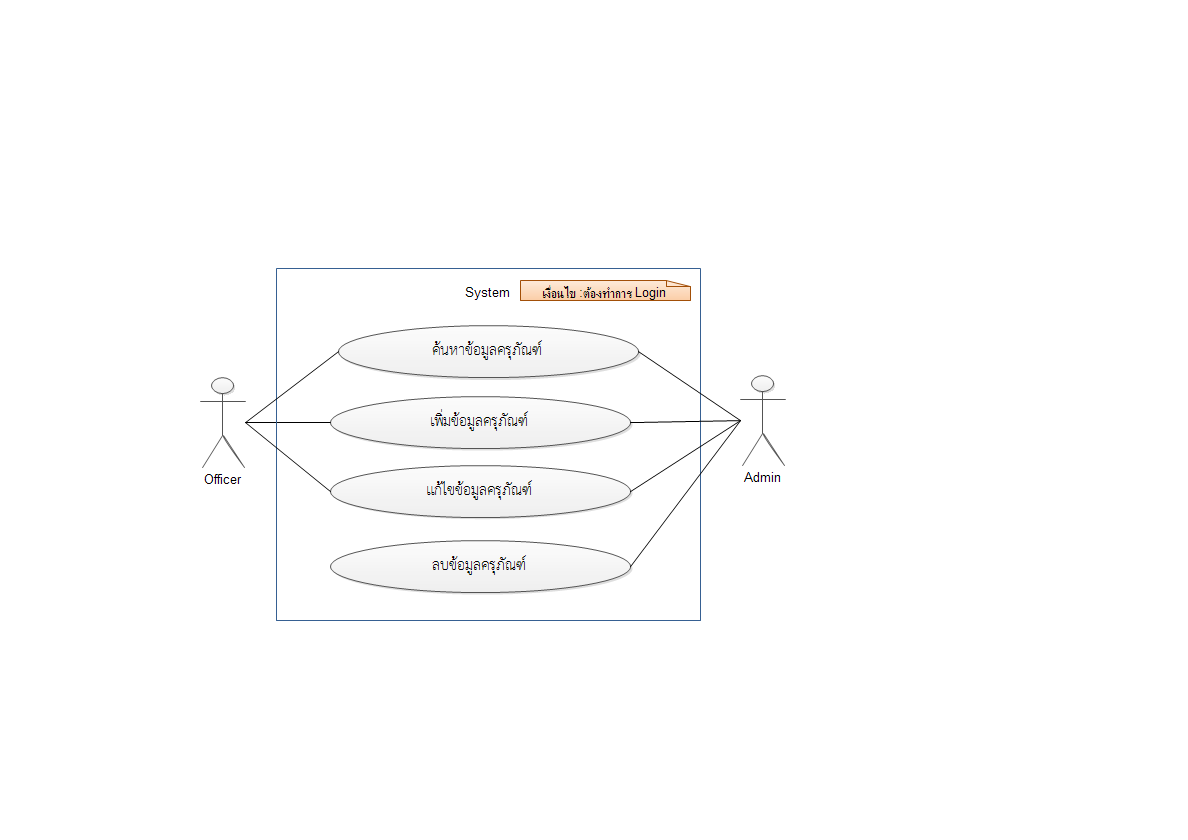 System
เงื่อนไข :ต้องทำการ Login
ค้นหาข้อมูลครุภัณฑ์
เพิ่มข้อมูลครุภัณฑ์
แก้ไขข้อมูลครุภัณฑ์
ลบข้อมูลครุภัณฑ์
Officer
Admin